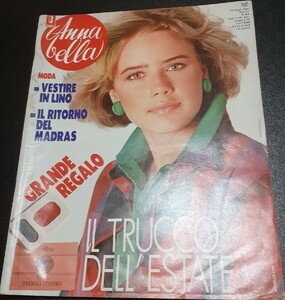 Anna
bella
MODA
- VESTIRE
IN LINO
- IL RITORNO
DEL
MADRAS
GRANDE
REGALO
IL TRUCCO
DELL'ESTATE